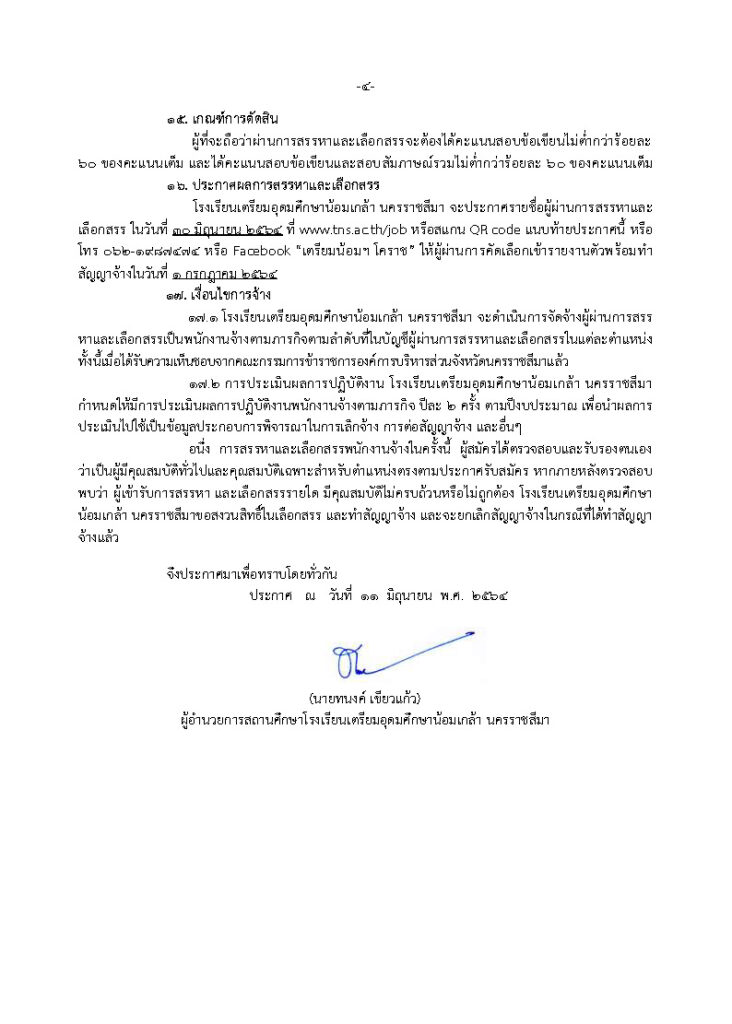 -๔-
๑๕. เกณฑ์การตัดสิน
ผู้ที่จะถือว่าผ่านการสรรหาและเลือกสรรจะต้องได้คะแนนสอบข้อเขียนไม่ต่ำกว่าร้อยละ
๖๐ ของคะแนนเต็ม และได้คะแนนสอบข้อเขียนและสอบสัมภาษณ์รวมไม่ต่ำกว่าร้อยละ ๖๐ ของคะแนนเต็ม
๑๖. ประกาศผลการสรรหาและเลือกสรร
โรงเรียนเตรียมอุดมศึกษาน้อมเกล้า นครราชสีมา จะประกาศรายชื่อผู้ผ่านการสรรหาและ
เลือกสรร ในวันที่ ๓๐ มิถุนายน ๒๕๖๔ ที่ www.tns.ac.th/job หรือสแกน QR code แนบท้ายประกาศนี้ หรือ
โทร ๐๖๒-๑๙๘๗๔๗๔ หรือ Facebook “เตรียมน้อมฯ โคราช” ให้ผู้ผ่านการคัดเลือกเข้ารายงานตัวพร้อมทำ
สัญญาจ้างในวันที่ ๑ กรกฎาคม ๒๕๖๔
๑๗. เงื่อนไขการจ้าง
๑๗.๑ โรงเรียนเตรียมอุดมศึกษาน้อมเกล้า นครราชสีมา จะดำเนินการจัดจ้างผู้ผ่านการสรร
หาและเลือกสรรเป็นพนักงานจ้างตามภารกิจตามลำดับที่ในบัญชีผู้ผ่านการสรรหาและเลือกสรรในแต่ละตำแหน่ง
ทั้งนี้เมื่อได้รับความเห็นชอบจากคณะกรรมการข้าราชการองค์การบริหารส่วนจังหวัดนครราชสีมาแล้ว
๑๗.๒ การประเมินผลการปฏิบัติงาน โรงเรียนเตรียมอุดมศึกษาน้อมเกล้า นครราชสีมา
กำหนดให้มีการประเมินผลการปฏิบัติงานพนักงานจ้างตามภารกิจ ปีละ ๒ ครั้ง ตามปีงบประมาณ เพื่อนำผลการ
ประเมินไปใช้เป็นข้อมูลประกอบการพิจารณาในการเลิกจ้าง การต่อสัญญาจ้าง และอื่นๆ
อนึ่ง การสรรหาและเลือกสรรพนักงานจ้างในครั้งนี้ ผู้สมัครได้ตรวจสอบและรับรองตนเอง
ว่าเป็นผู้มีคุณสมบัติทั่วไปและคุณสมบัติเฉพาะสำหรับตำแหน่งตรงตามประกาศรับสมัคร หากภายหลังตรวจสอบ
พบว่า ผู้เข้ารับการสรรหา และเลือกสรรรายใด มีคุณสมบัติไม่ครบถ้วนหรือไม่ถูกต้อง โรงเรียนเตรียมอุดมศึกษา
น้อมเกล้า นครราชสีมาขอสงวนสิทธิ์ในเลือกสรร และทำสัญญาจ้าง และจะยกเลิกสัญญาจ้างในกรณีที่ได้ทำสัญญา
จ้างแล้ว
จึงประกาศมาเพื่อทราบโดยทั่วกัน
ประกาศ ณ วันที่ ๑๑ มิถุนายน พ.ศ. ๒๕๖๔
(นายทนงค์ เขียวแก้ว)
ผู้อำนวยการสถานศึกษาโรงเรียนเตรียมอุดมศึกษาน้อมเกล้า นครราชสีมา